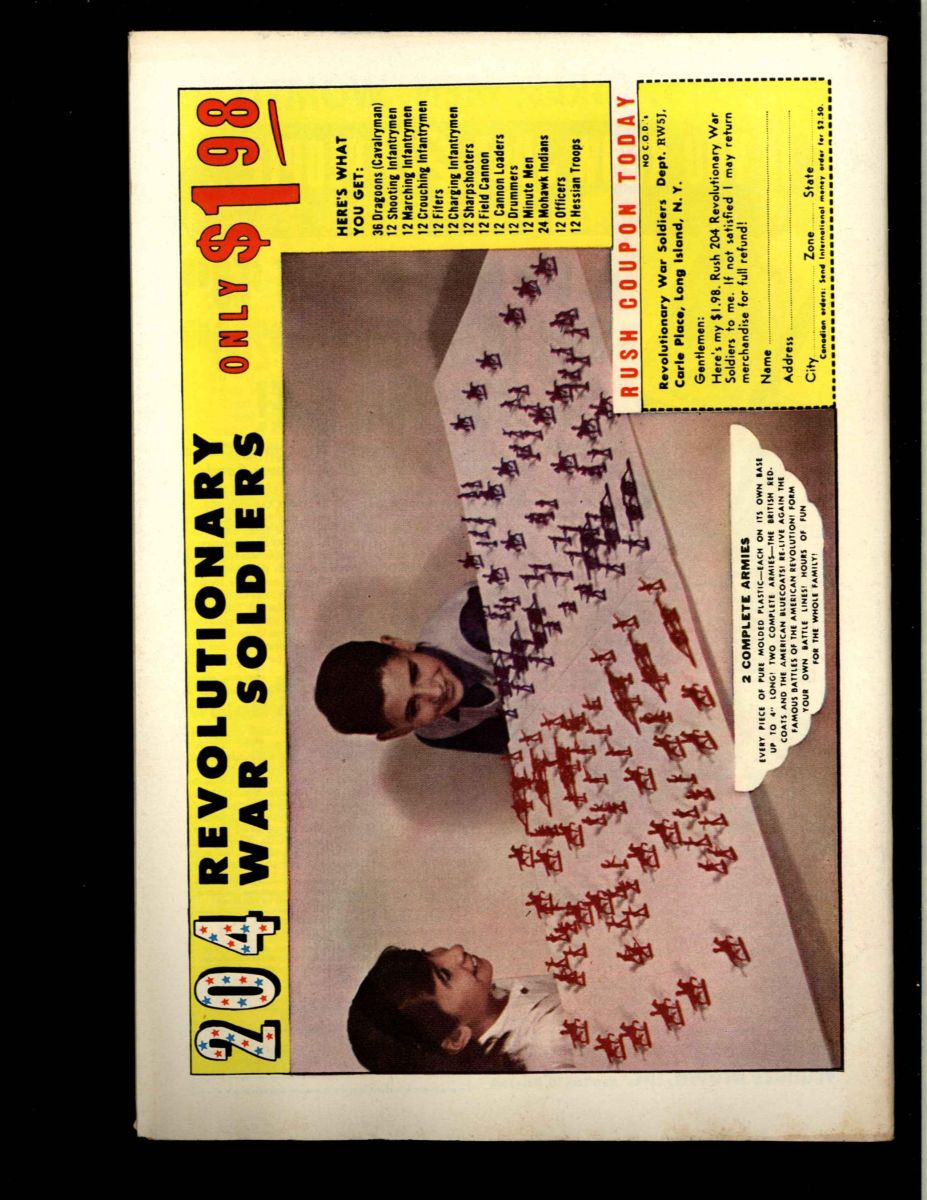 204 REVOLUTIONARY
WAR SOLDIERS
ONLY $1.98
HERE'S WHAT
YOU GET:
36 Dragoons (Cavalryman)
12 Shooting Infantrymen
12 Marching Infantrymen
12 Crouching Infantrymen
12 Fifers
12 Charging Infantrymen
12 Sharpshooters
12 Field Cannon
12 Cannon Loaders
12 Drummers
12 Minute Men
24 Mohawk Indians
12 Officers
12 Hessian Troops
2 COMPLETE ARMIES
EVERY PIECE OF PURE MOLDED PLASTIC—EACH ON ITS OWN BASE
UP TO 4" LONG! TWO COMPLETE ARMIES—THE BRITISH RED-
COATS AND THE AMERICAN BLUECOATS! RE-LIVE AGAIN THE
FAMOUS BATTLES OF THE AMERICAN REVOLUTION! FORM
YOUR OWN BATTLE LINES! HOURS OF FUN
FOR THE WHOLE FAMILY!
RUSH COUPON TODAY
NO C.O.D.'s
Revolutionary War Soldiers Dept. RW57,
Carle Place, Long Island, N. Y.
Gentlemen:
Here's my $1.98. Rush 204 Revolutionary War
Soldiers to me. If not satisfied I may return
merchandise for full refund!
Name
Address
City Zone State
Canadian orders: Send International money order for $2.50.